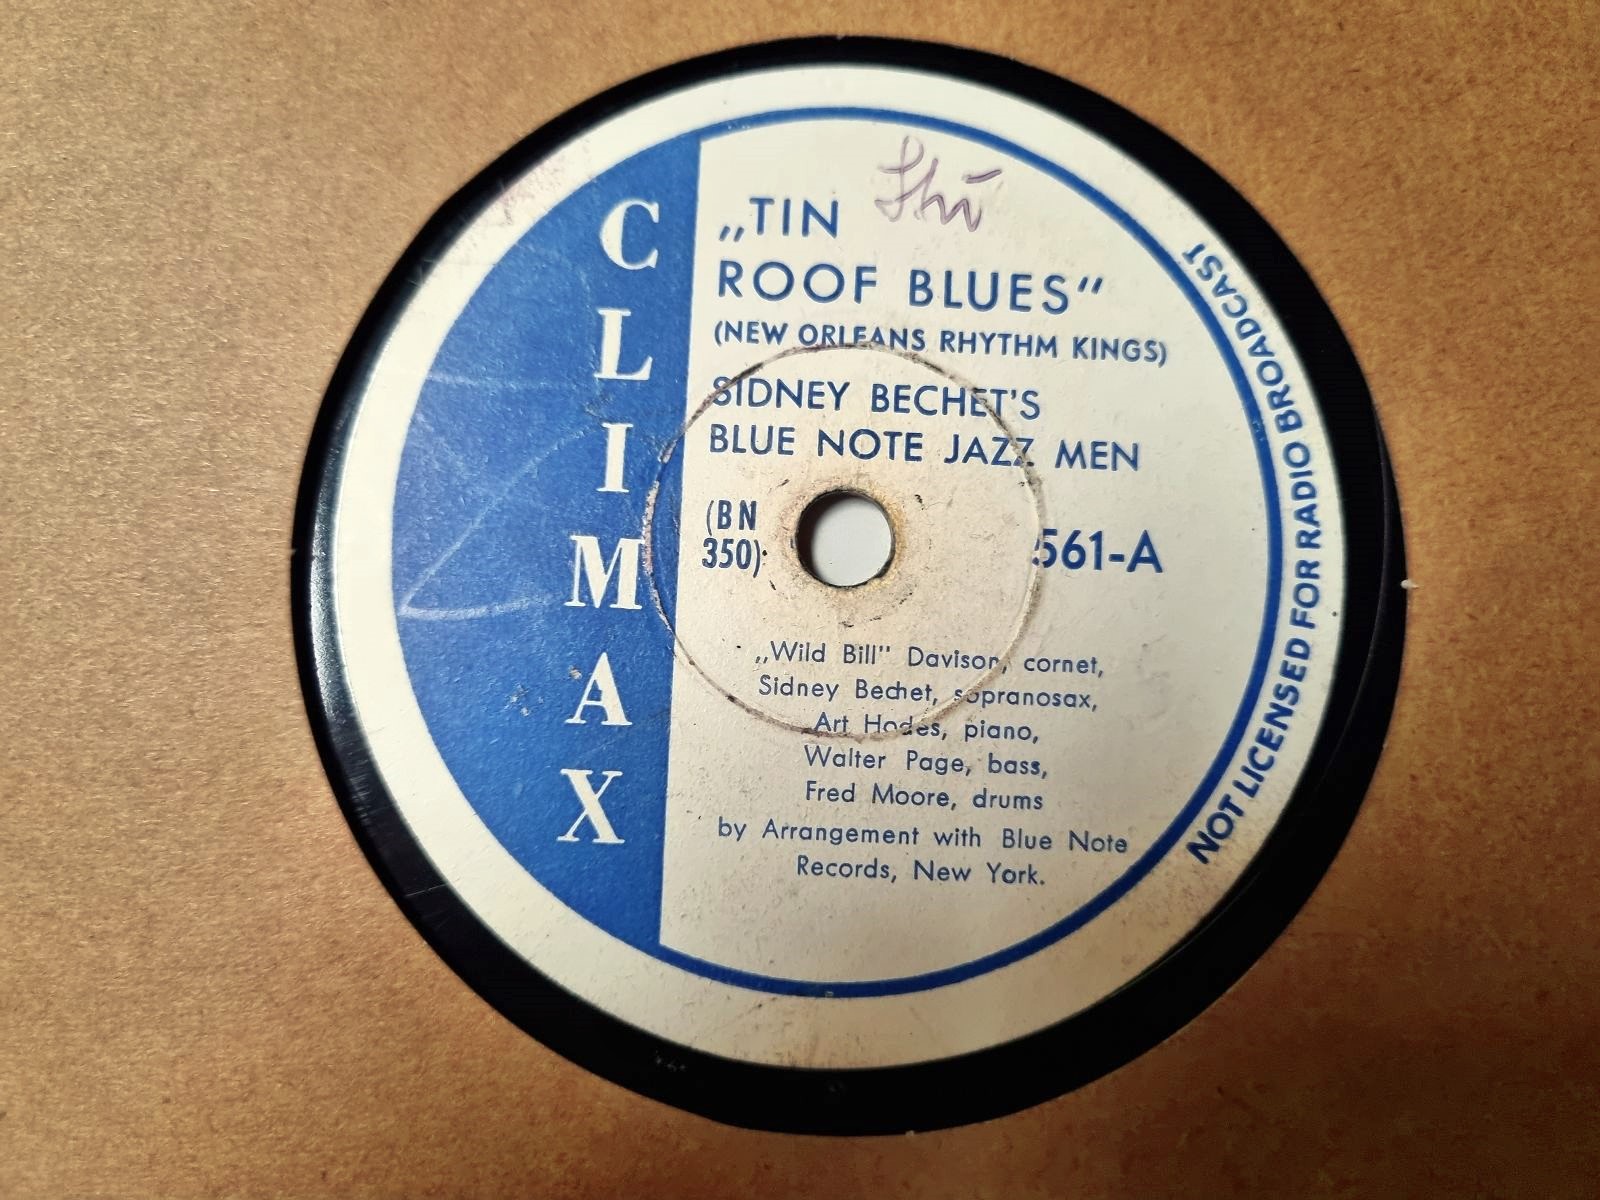 CLIMAX
„TIN
ROOF BLUES“
(NEW ORLEANS RHYTHM KINGS)
SIDNEY BECHET'S
BLUE NOTE JAZZ MEN
(BN
350)
561-A
„Wild Bill" Davison, cornet,
Sidney Bechet, sopranosax,
Art Hodes, piano,
Walter Page, bass,
Fred Moore, drums
by Arrangement with Blue Note
Records, New York.
NOT LICENSED FOR RADIO BROADCAST